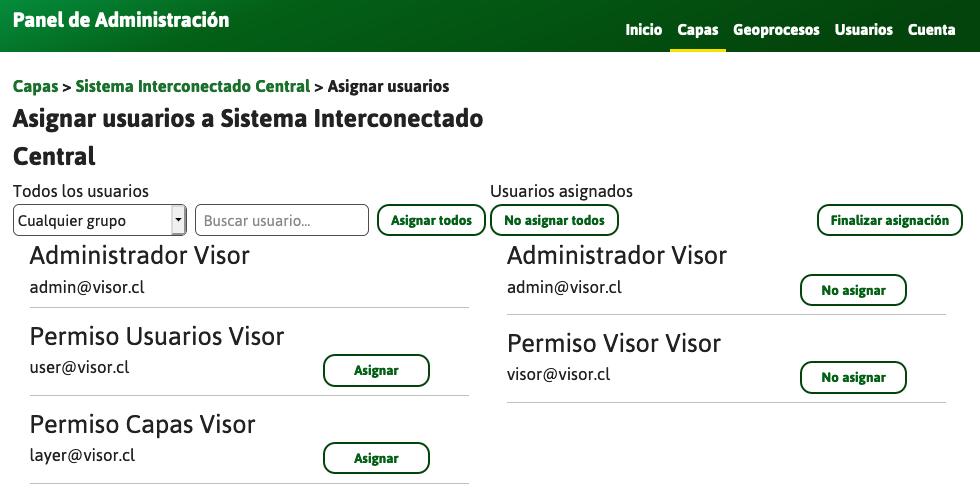 Panel de Administración
Inicio Capas Geoprocesos Usuarios Cuenta
Capas > Sistema Interconectado Central > Asignar usuarios
Asignar usuarios a Sistema Interconectado
Central
Todos los usuarios
Cualquier grupo Buscar usuario... Asignar todos
Administrador Visor
admin@visor.cl
Permiso Usuarios Visor
user@visor.cl Asignar
Permiso Capas Visor
layer@visor.cl Asignar
Usuarios asignados
No asignar todos Finalizar asignación
Administrador Visor
admin@visor.cl No asignar
Permiso Visor Visor
visor@visor.cl No asignar